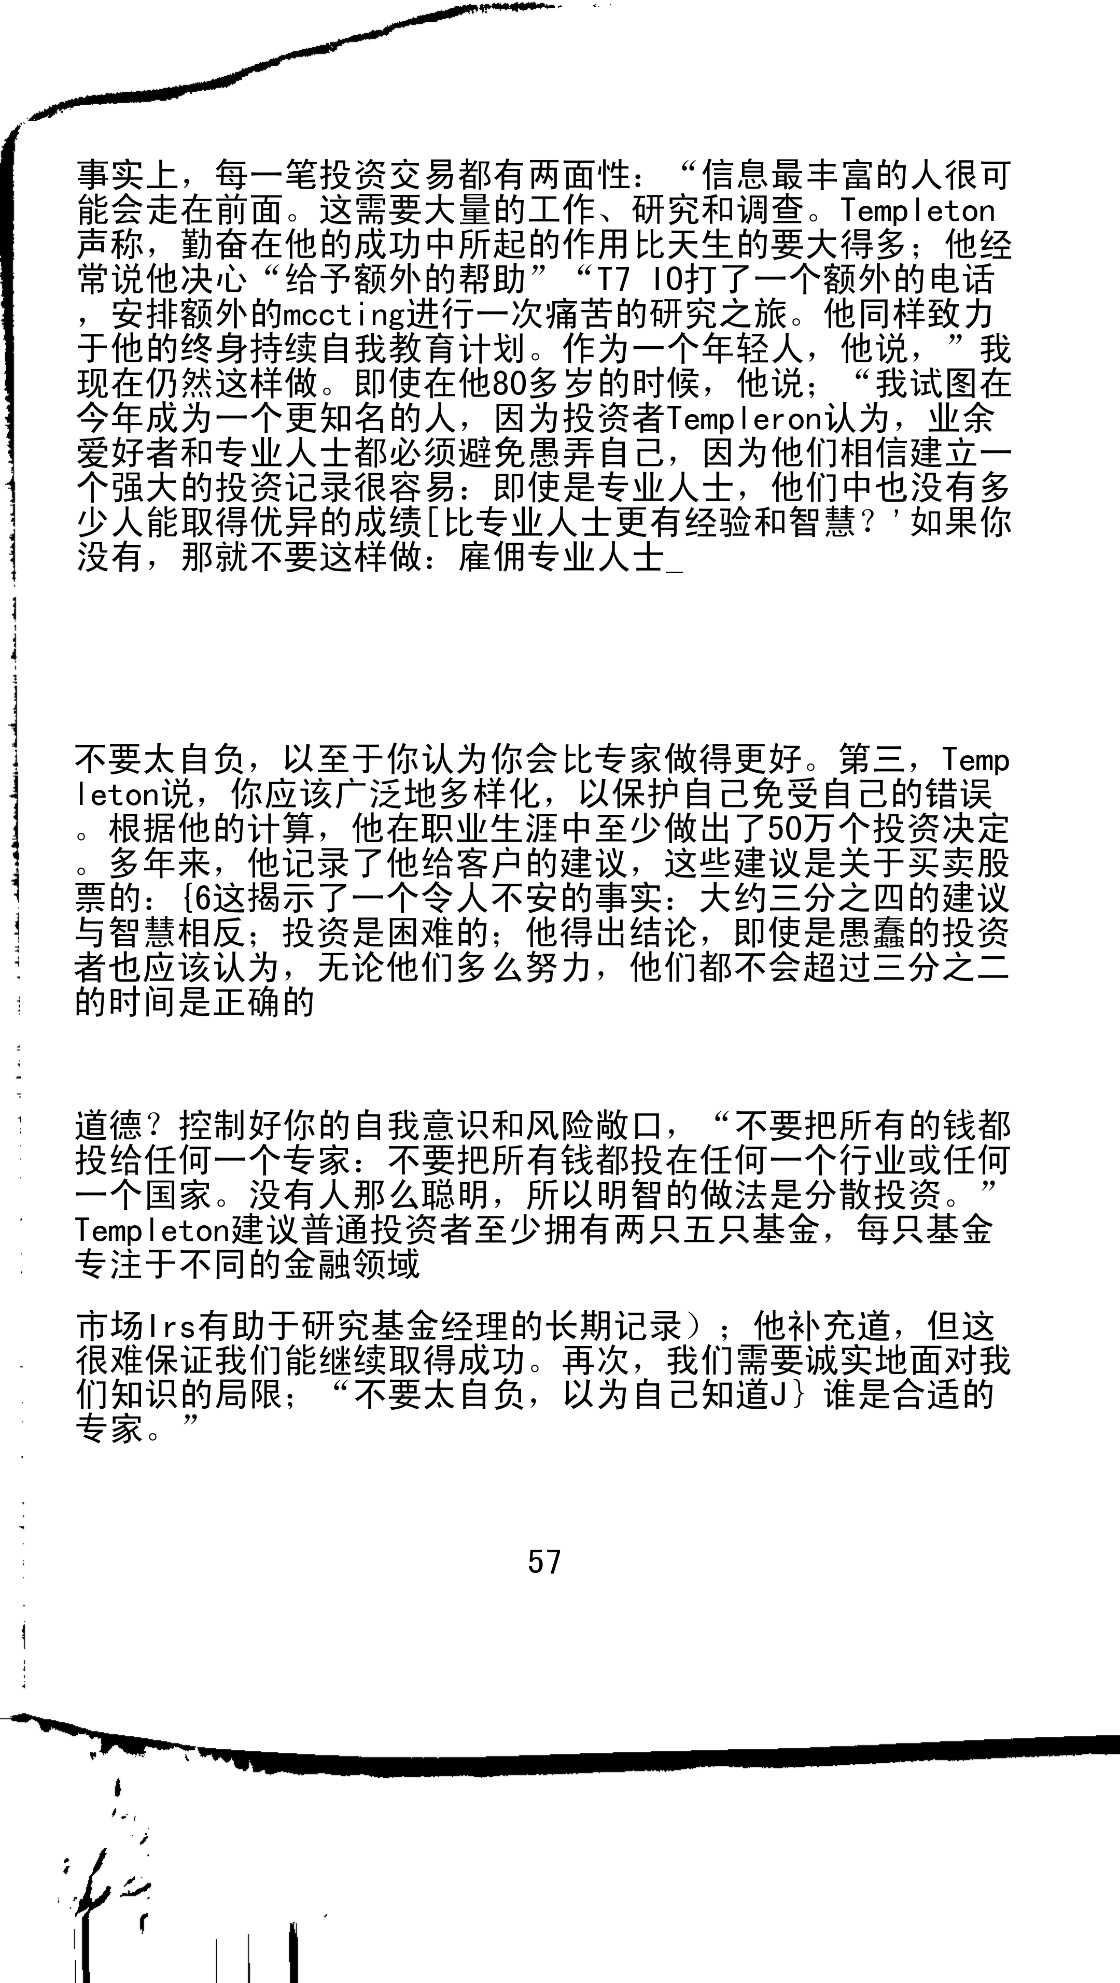 事实上，每一笔投资交易都有两面性：“信息最丰富的人很可
能会走在前面。这需要大量的工作、研究和调查。Templeton
声称，勤奋在他的成功中所起的作用比天生的要大得多；他经
常说他决心“给予额外的帮助”“T7 lO打了一个额外的电话
，安排额外的mccting进行一次痛苦的研究之旅。他同样致力
于他的终身持续自我教育计划。作为一个年轻人，他说，”我
现在仍然这样做。即使在他80多岁的时候，他说；“我试图在
今年成为一个更知名的人，因为投资者Templeron认为，业余
爱好者和专业人士都必须避免愚弄自己，因为他们相信建立一
个强大的投资记录很容易：即使是专业人士，他们中也没有多
少人能取得优异的成绩[比专业人士更有经验和智慧？'如果你
没有，那就不要这样做：雇佣专业人士_
不要太自负，以至于你认为你会比专家做得更好。第三，Temp
leton说，你应该广泛地多样化，以保护自己免受自己的错误
。根据他的计算，他在职业生涯中至少做出了50万个投资决定
。多年来，他记录了他给客户的建议，这些建议是关于买卖股
票的：{6这揭示了一个令人不安的事实：大约三分之四的建议
与智慧相反；投资是困难的；他得出结论，即使是愚蠢的投资
者也应该认为，无论他们多么努力，他们都不会超过三分之二
的时间是正确的
道德？控制好你的自我意识和风险敞口，“不要把所有的钱都
投给任何一个专家：不要把所有钱都投在任何一个行业或任何
一个国家。没有人那么聪明，所以明智的做法是分散投资。”
Templeton建议普通投资者至少拥有两只五只基金，每只基金
专注于不同的金融领域
市场lrs有助于研究基金经理的长期记录）；他补充道，但这
很难保证我们能继续取得成功。再次，我们需要诚实地面对我
们知识的局限；“不要太自负，以为自己知道J｝谁是合适的
专家。”
57